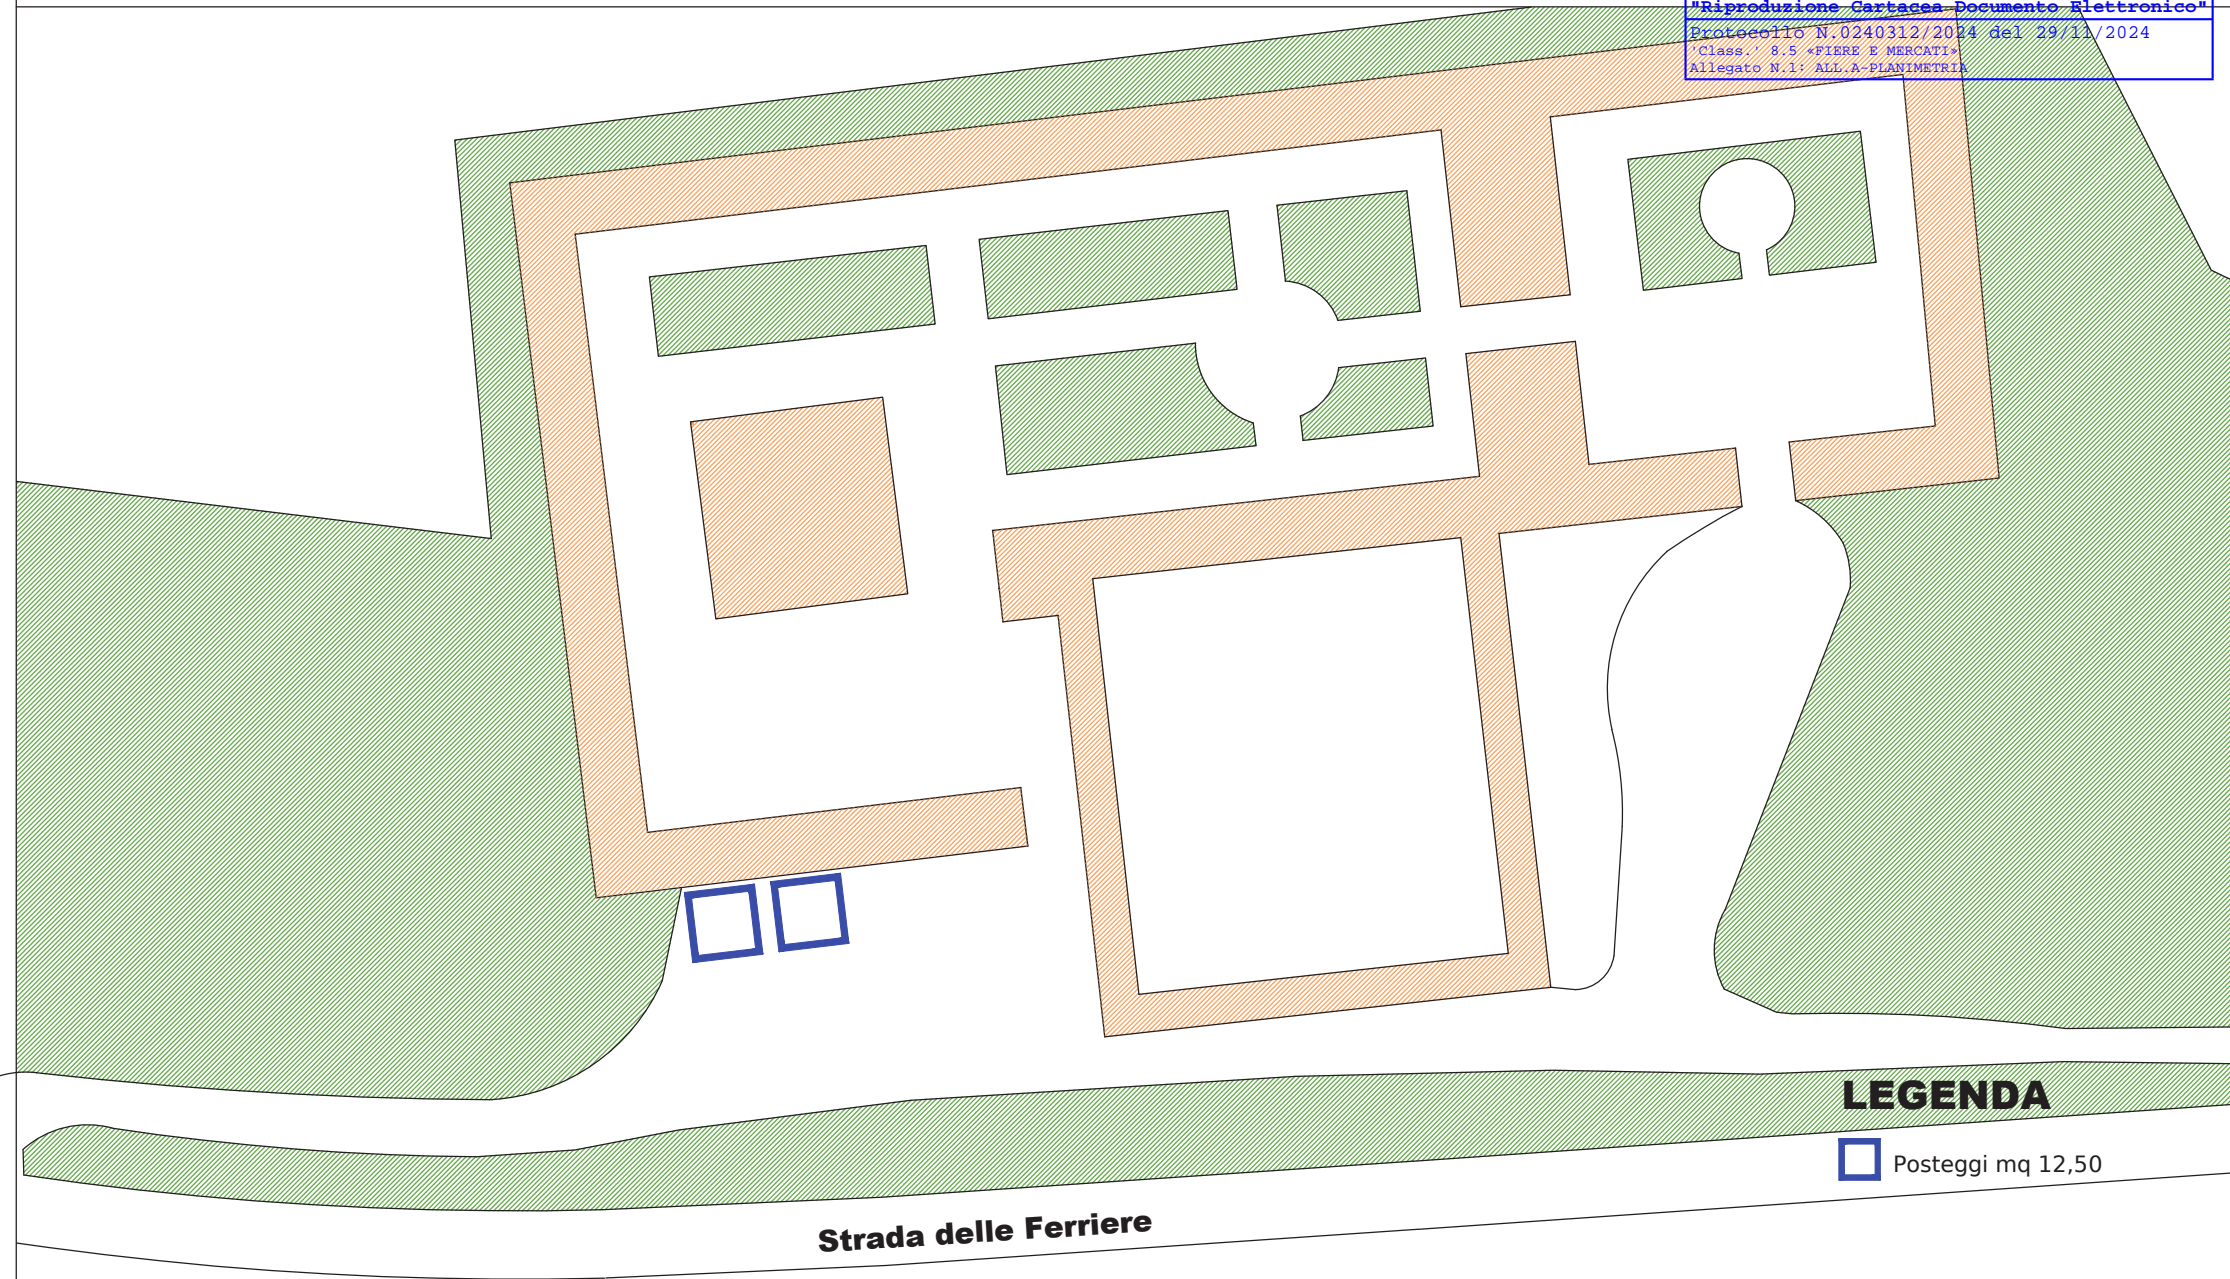 "Riproduzione Cartacea Documento Elettronico"
Protocollo N.0240312/2024 del 29/11/2024
'Class.' 8.5 «FIERE E MERCATI»
Allegato N.1: ALL.A-PLANIMETRIA
LEGENDA
Posteggi mq 12,50
Strada delle Ferriere